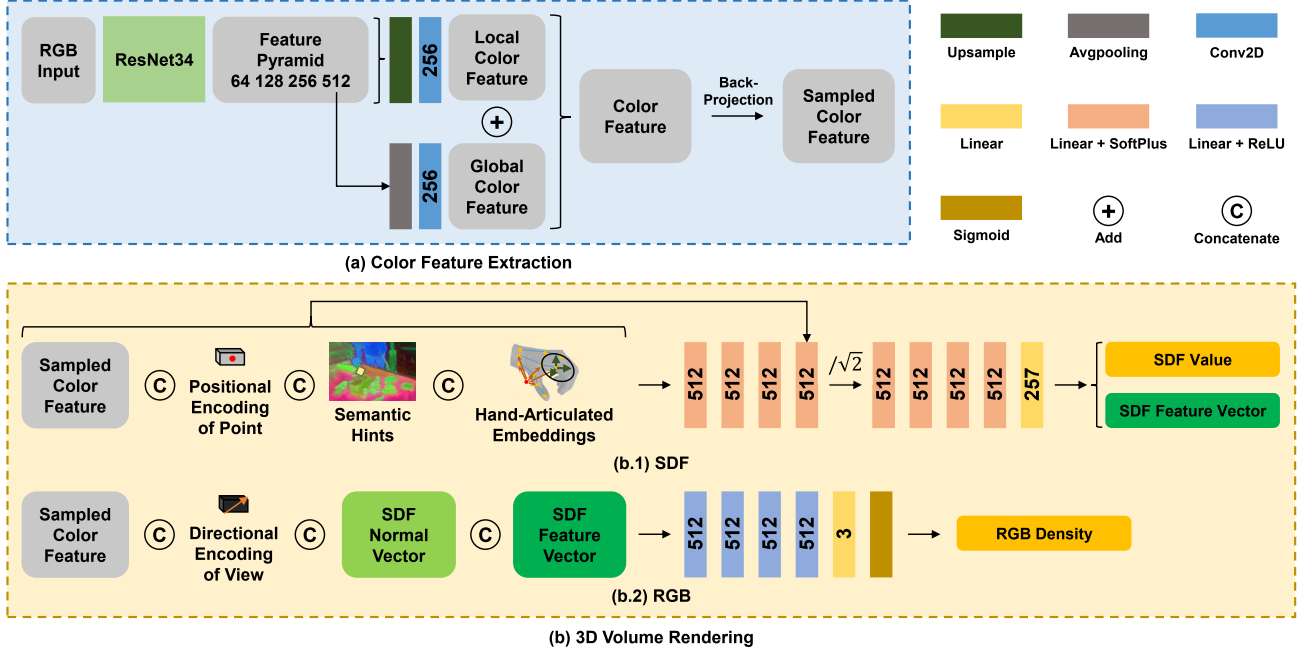 RGB
Input
ResNet34
Feature
Pyramid
64 128 256 512
256
Local
Color
Feature
+
256
Global
Color
Feature
Color
Feature
Back-
Projection
Sampled
Color
Feature
Upsample
Avgpooling
Conv2D
Linear
Linear + SoftPlus
Linear + ReLU
Sigmoid
+
Add
C
Concatenate
(a) Color Feature Extraction
Sampled
Color
Feature
C
Positional
Encoding
of Point
C
Semantic
Hints
C
Hand-Articulated
Embeddings
512
512
512
512
/√2
512
512
512
512
257
SDF Value
SDF Feature Vector
(b.1) SDF
Sampled
Color
Feature
C
Directional
Encoding
of View
C
SDF
Normal
Vector
C
SDF
Feature
Vector
512
512
512
512
3
RGB Density
(b.2) RGB
(b) 3D Volume Rendering